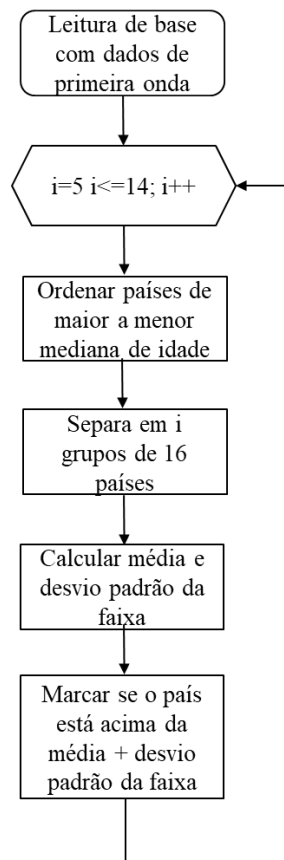 Leitura de base
com dados de
primeira onda
i=5 i<=14; i++
Ordenar países de
maior a menor
mediana de idade
Separa em i
grupos de 16
países
Calcular média e
desvio padrão da
faixa
Marcar se o país
está acima da
média + desvio
padrão da faixa